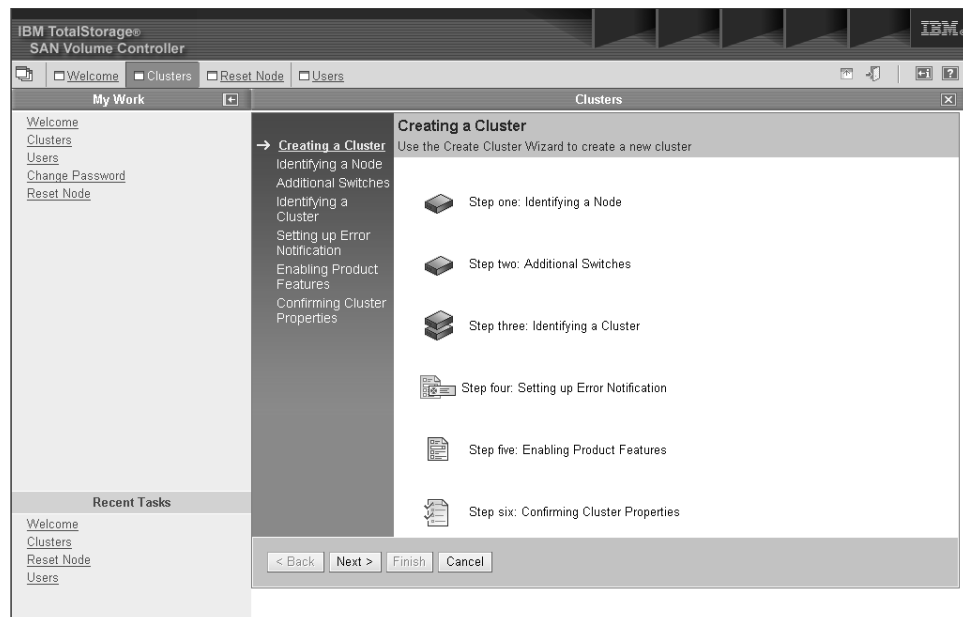 IBM TotalStorage®
SAN Volume Controller
IBM.
Welcome
Clusters
Reset Node
Users
My Work
Clusters
Welcome
Clusters
Users
Change Password
Reset Node
Creating a Cluster
Identifying a Node
Additional Switches
Identifying a
Cluster
Setting up Error
Notification
Enabling Product
Features
Confirming Cluster
Properties
Creating a Cluster
Use the Create Cluster Wizard to create a new cluster
Step one: Identifying a Node
Step two: Additional Switches
Step three: Identifying a Cluster
Step four: Setting up Error Notification
Step five: Enabling Product Features
Step six: Confirming Cluster Properties
Recent Tasks
Welcome
Clusters
Reset Node
Users
< Back
Next >
Finish
Cancel